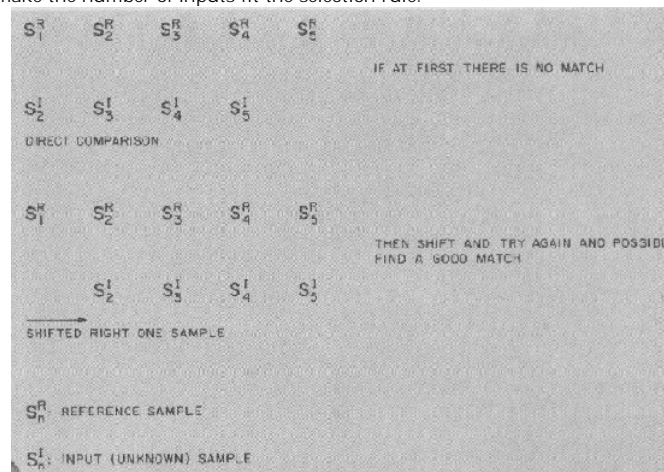 make the number of inputs fit the selection rule.
S₁ᴿ S₂ᴿ S₃ᴿ S₄ᴿ S₅ᴿ
IF AT FIRST THERE IS NO MATCH
S₂ᴵ S₃ᴵ S₄ᴵ S₅ᴵ
DIRECT COMPARISON
S₁ᴿ S₂ᴿ S₃ᴿ S₄ᴿ S₅ᴿ
THEN SHIFT AND TRY AGAIN AND POSSIBL
FIND A GOOD MATCH
S₂ᴵ S₃ᴵ S₄ᴵ S₅ᴵ
SHIFTED RIGHT ONE SAMPLE
Sₙᴿ: REFERENCE SAMPLE
Sₙᴵ: INPUT (UNKNOWN) SAMPLE